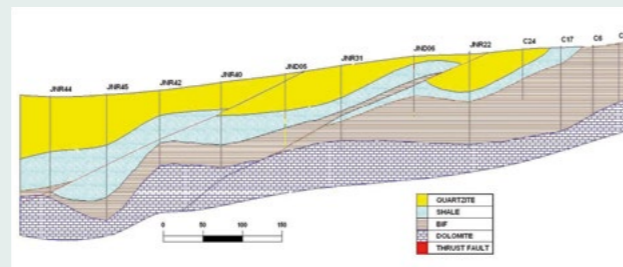 JNR44
JNR45
JNR42
JNR40
JND05
JNR31
JND06
JNR22
C24
C17
C6
C
0 50 100 150
QUARTZITE
SHALE
BIF
DOLOMITE
THRUST FAULT